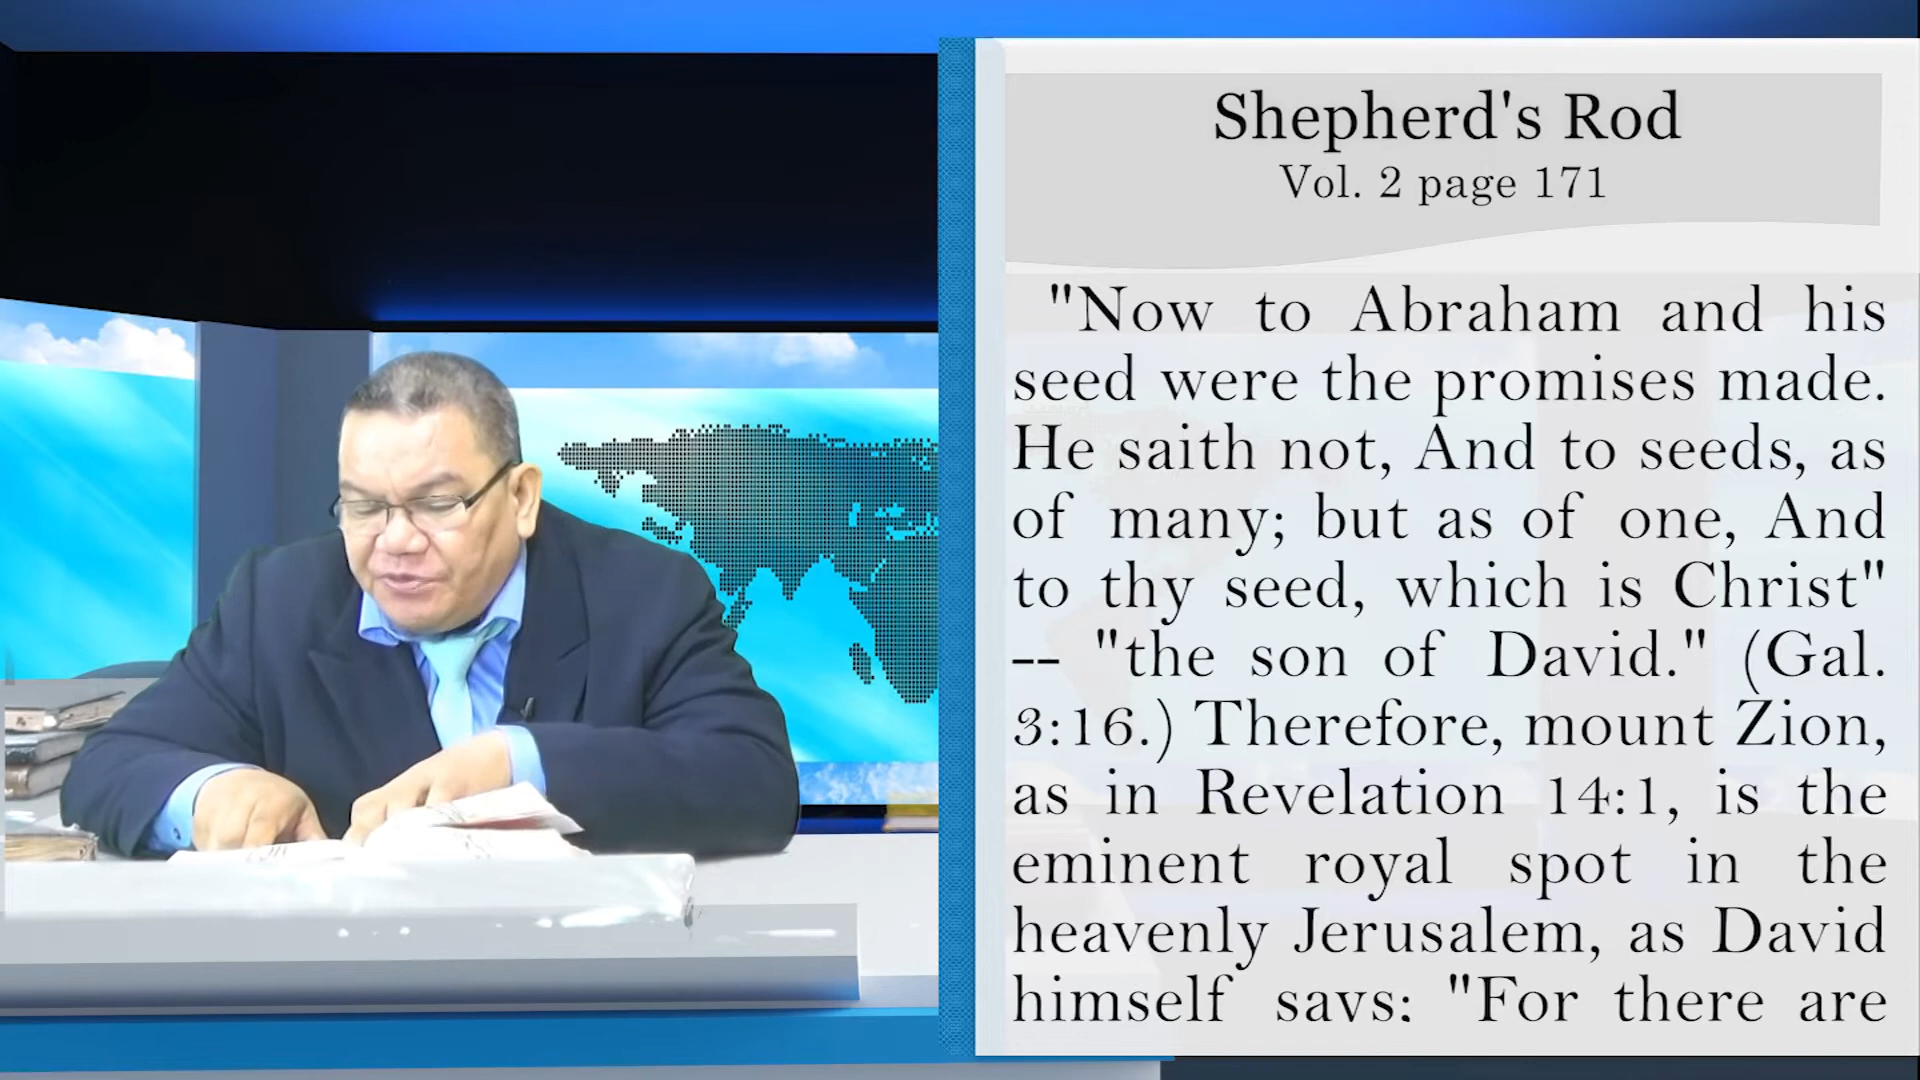 Shepherd's Rod
Vol. 2 page 171
"Now to Abraham and his
seed were the promises made.
He saith not, And to seeds, as
of many; but as of one, And
to thy seed, which is Christ"
-- "the son of David." (Gal.
3:16.) Therefore, mount Zion,
as in Revelation 14:1, is the
eminent royal spot in the
heavenly Jerusalem, as David
himself says: "For there are